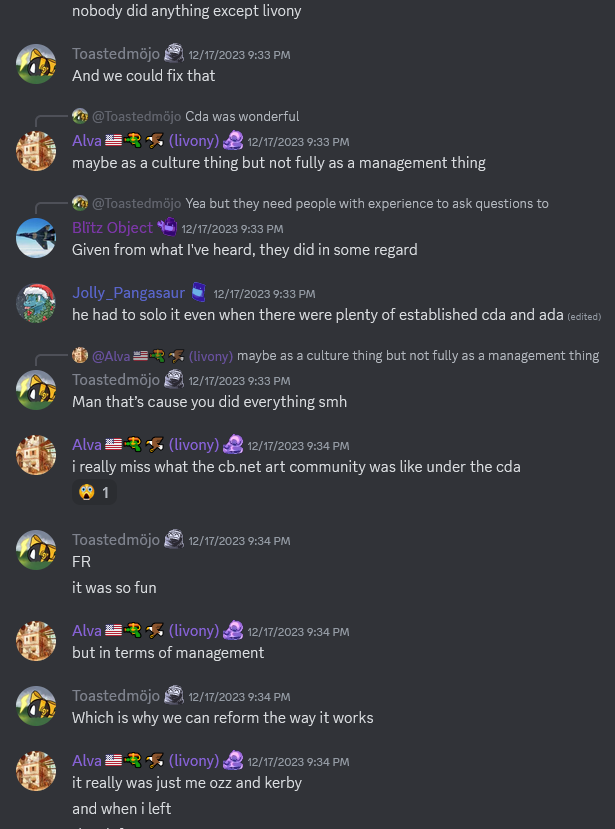 nobody did anything except livony
Toastedmöjo 12/17/2023 9:33 PM
And we could fix that
@Toastedmöjo Cda was wonderful
Alva (livony) 12/17/2023 9:33 PM
maybe as a culture thing but not fully as a management thing
@Toastedmöjo Yea but they need people with experience to ask questions to
Blïtz Object 12/17/2023 9:33 PM
Given from what I've heard, they did in some regard
Jolly_Pangasaur 12/17/2023 9:33 PM
he had to solo it even when there were plenty of established cda and ada (edited)
@Alva (livony) maybe as a culture thing but not fully as a management thing
Toastedmöjo 12/17/2023 9:33 PM
Man that's cause you did everything smh
Alva (livony) 12/17/2023 9:34 PM
i really miss what the cb.net art community was like under the cda
1
Toastedmöjo 12/17/2023 9:34 PM
FR
it was so fun
Alva (livony) 12/17/2023 9:34 PM
but in terms of management
Toastedmöjo 12/17/2023 9:34 PM
Which is why we can reform the way it works
Alva (livony) 12/17/2023 9:34 PM
it really was just me ozz and kerby
and when i left